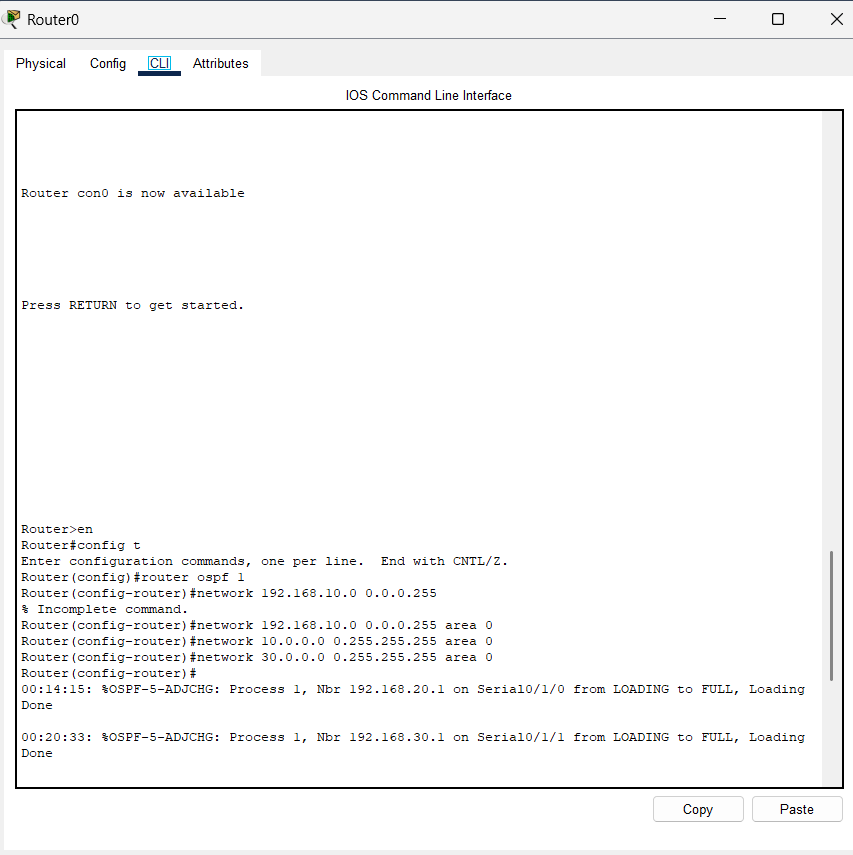 Router0
Physical Config CLI Attributes
IOS Command Line Interface
Router con0 is now available
Press RETURN to get started.
Router>en
Router#config t
Enter configuration commands, one per line.  End with CNTL/Z.
Router(config)#router ospf 1
Router(config-router)#network 192.168.10.0 0.0.0.255
% Incomplete command.
Router(config-router)#network 192.168.10.0 0.0.0.255 area 0
Router(config-router)#network 10.0.0.0 0.255.255.255 area 0
Router(config-router)#network 30.0.0.0 0.255.255.255 area 0
Router(config-router)#
00:14:15: %OSPF-5-ADJCHG: Process 1, Nbr 192.168.20.1 on Serial0/1/0 from LOADING to FULL, Loading
Done
00:20:33: %OSPF-5-ADJCHG: Process 1, Nbr 192.168.30.1 on Serial0/1/1 from LOADING to FULL, Loading
Done
Copy Paste